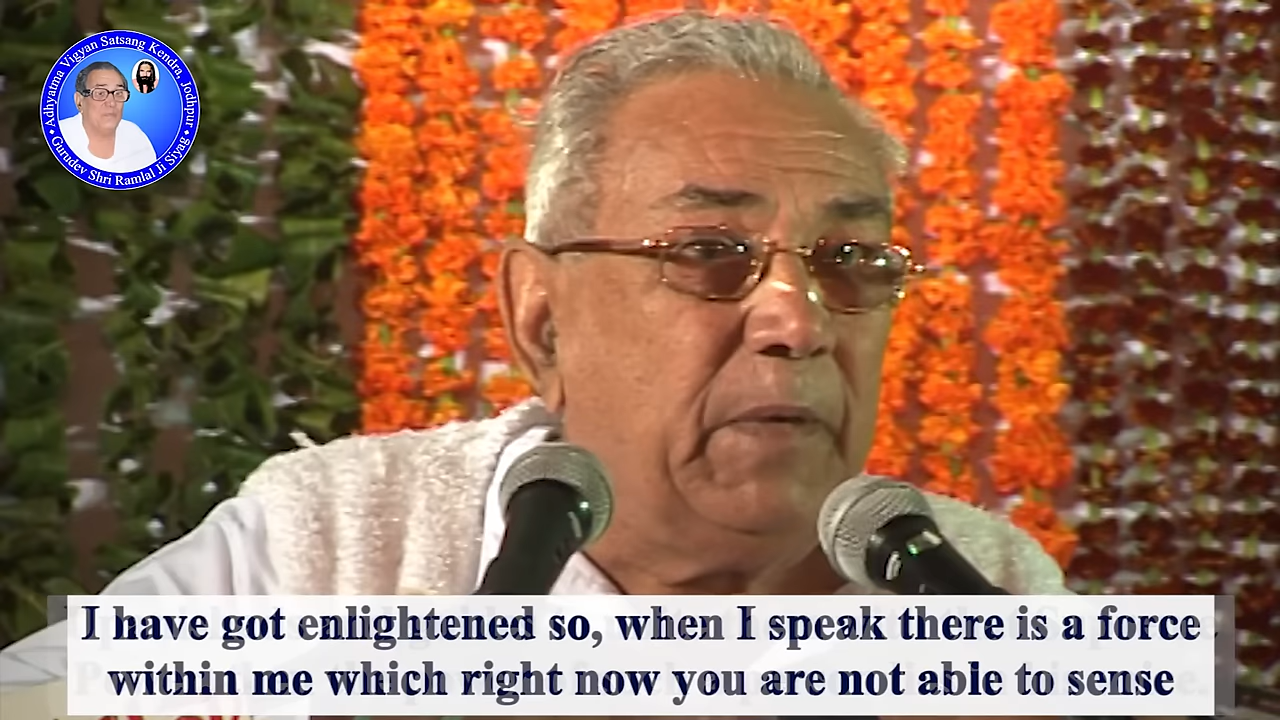 Adhyatma Vigyan Satsang Kendra, Jodhpur
Gurudev Shri Ramlal Ji Siyag
I have got enlightened so, when I speak there is a force
within me which right now you are not able to sense